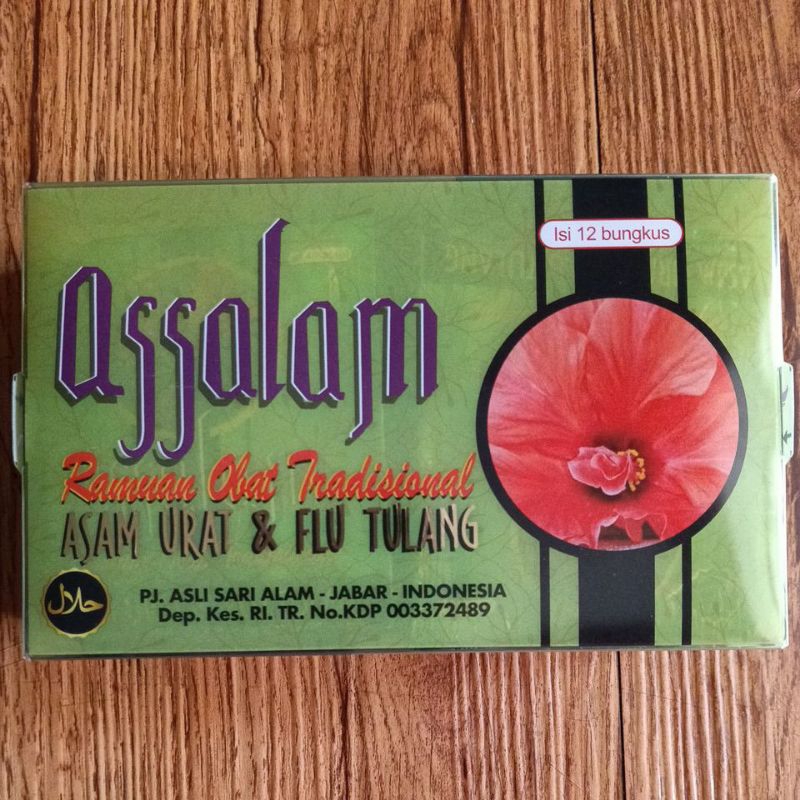 Isi 12 bungkus
Assalam
Ramuan Obat Tradisional
ASAM URAT & FLU TULANG
حلال
PJ. ASLI SARI ALAM - JABAR - INDONESIA
Dep. Kes. RI. TR. No.KDP 003372489